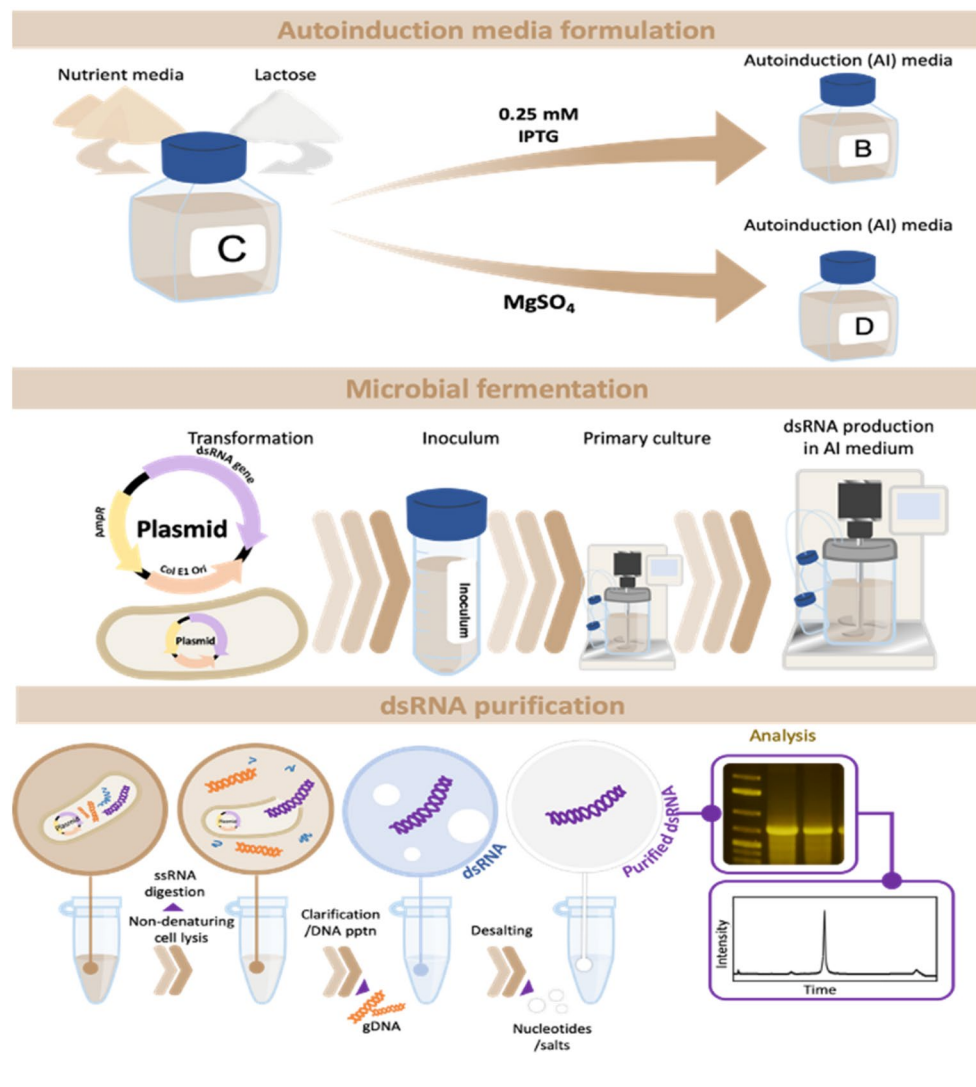 Autoinduction media formulation
Nutrient media
Lactose
Autoinduction (AI) media
0.25 mM
IPTG
B
C
Autoinduction (AI) media
MgSO₄
D
Microbial fermentation
Transformation
Inoculum
Primary culture
dsRNA production
in AI medium
dsRNA gene
AmpR
Plasmid
Col E1 Ori
Inoculum
Plasmid
dsRNA purification
Analysis
Plasmid
Plasmid
dsRNA
Purified dsRNA
ssRNA
digestion
Non-denaturing
cell lysis
Clarification
/DNA pptn
Desalting
gDNA
Nucleotides
/salts
Intensity
Time